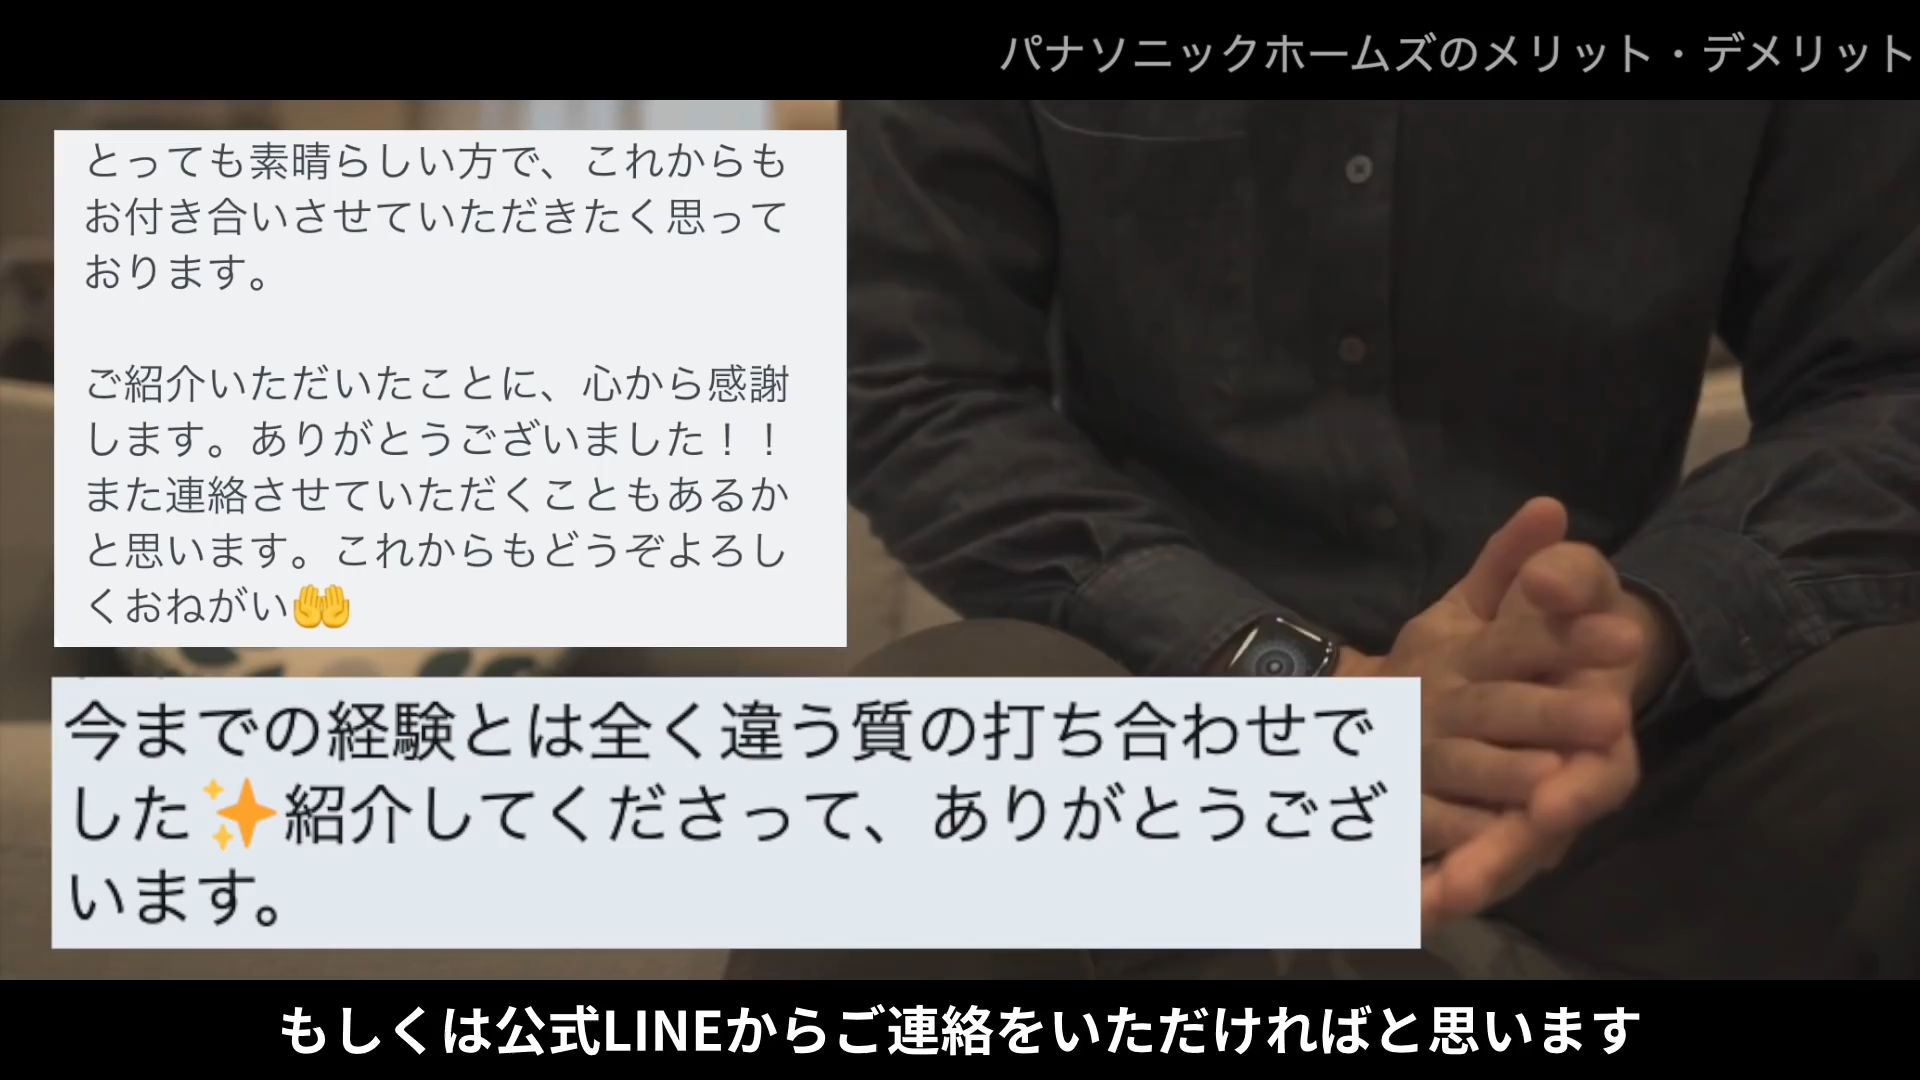 パナソニックホームズのメリット・デメリット
とっても素晴らしい方で、これからも
お付き合いさせていただきたく思って
おります。
ご紹介いただいたことに、心から感謝
します。ありがとうございました！！
また連絡させていただくこともあるか
と思います。これからもどうぞよろし
くおねがい🤲
今までの経験とは全く違う質の打ち合わせで
した✨紹介してくださって、ありがとうござ
います。
もしくは公式LINEからご連絡をいただければと思います